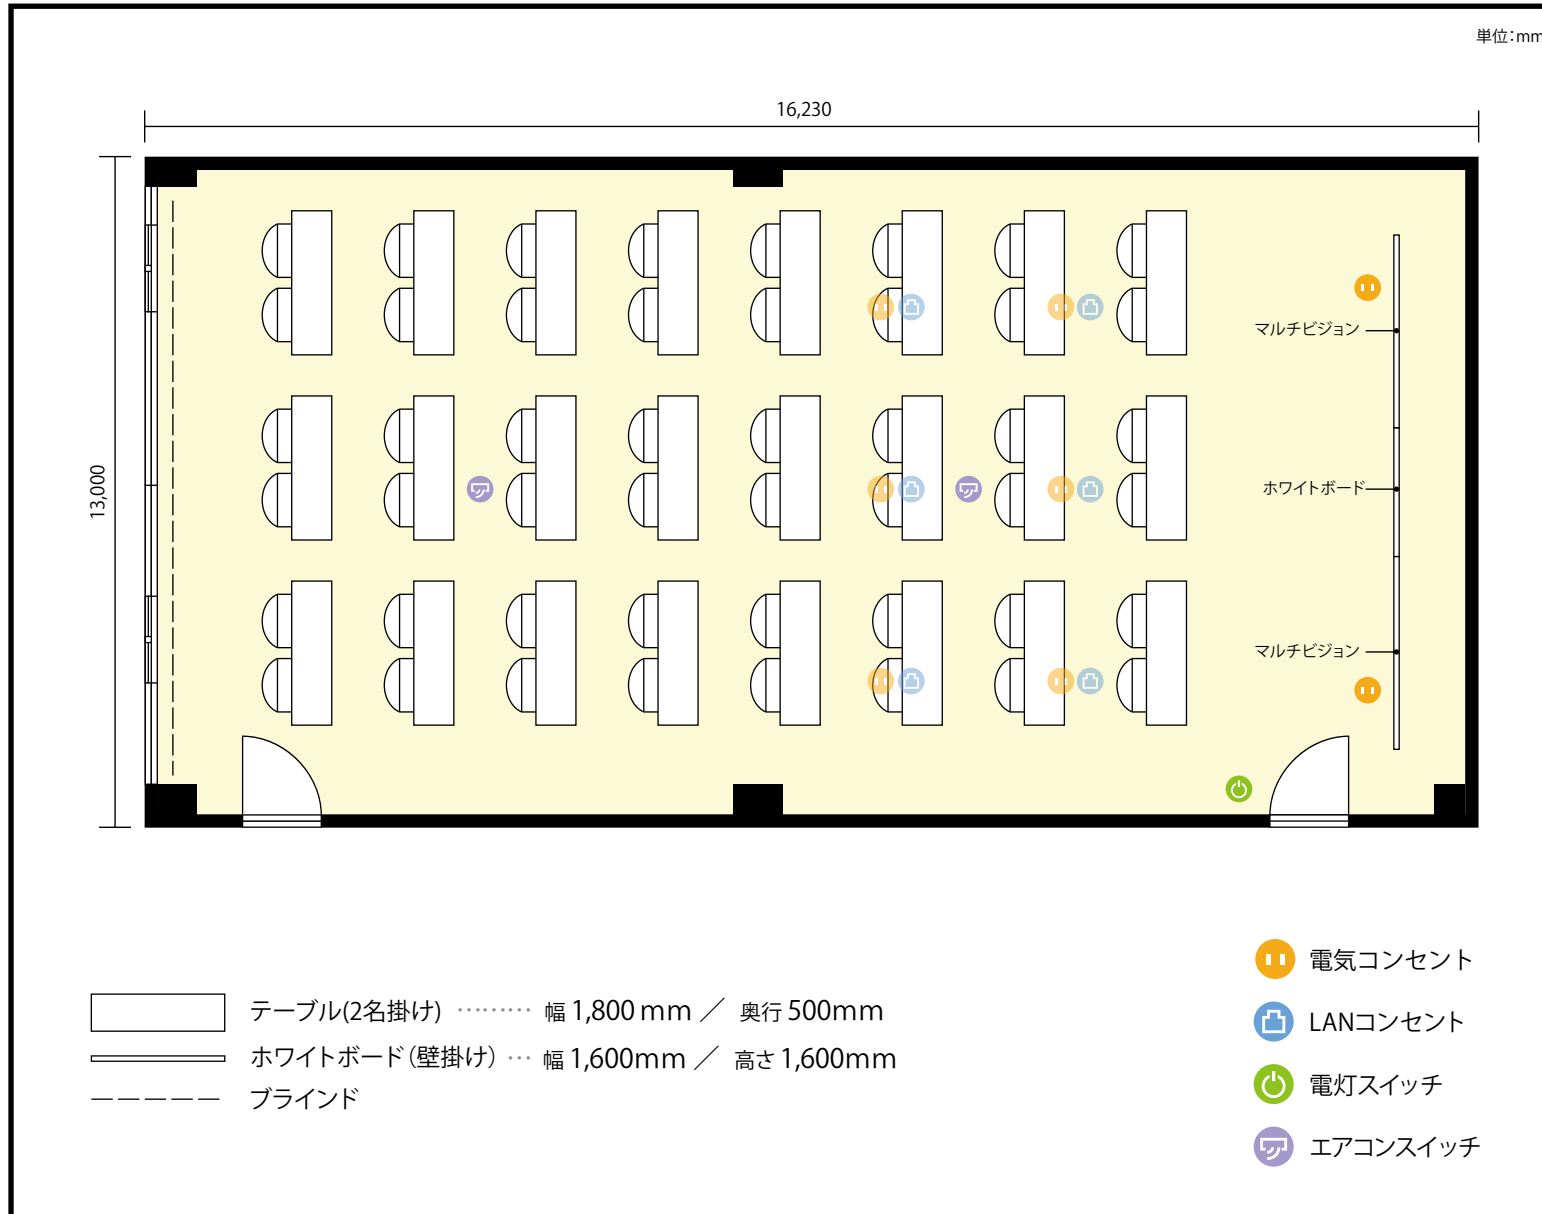 単位：mm
16,230
13,000
マルチビジョン
ホワイトボード
マルチビジョン
テーブル(2名掛け) ……… 幅 1,800 mm ／ 奥行 500mm
ホワイトボード（壁掛け） … 幅 1,600mm ／ 高さ 1,600mm
ブラインド
電気コンセント
LANコンセント
電灯スイッチ
エアコンスイッチ